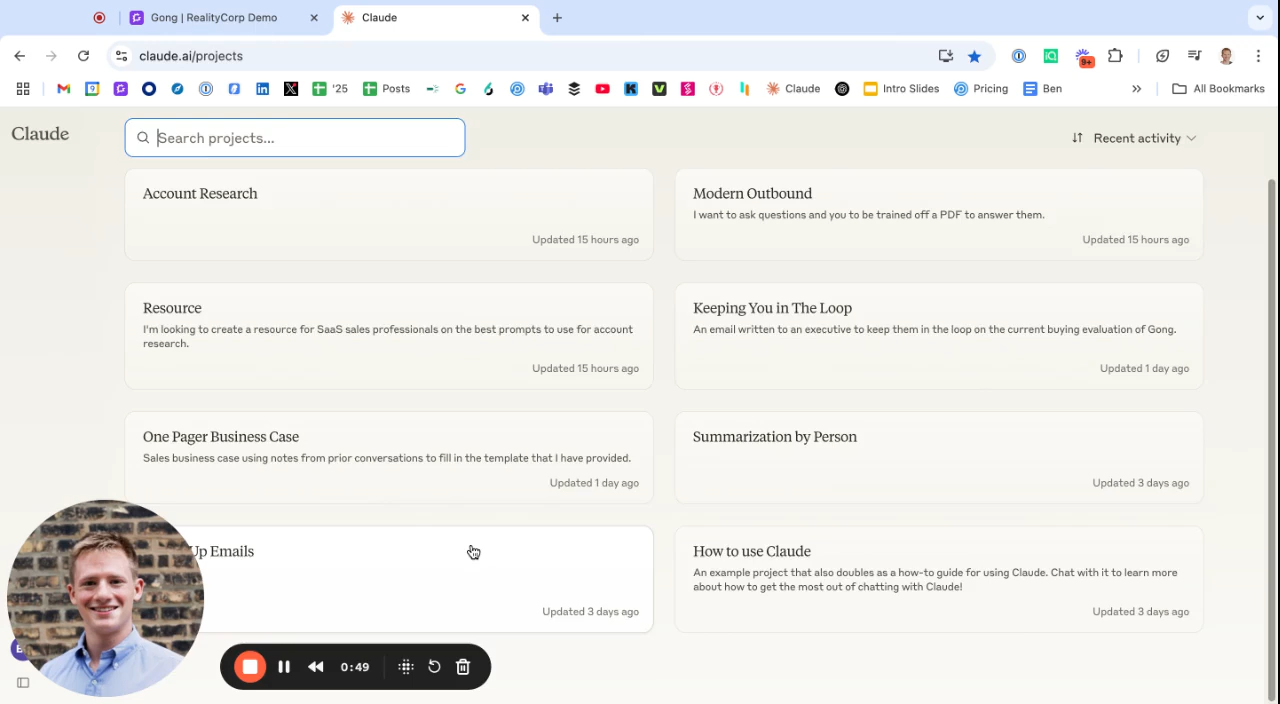 Gong | RealityCorp Demo
Claude
claude.ai/projects
9+
'25
Posts
Claude
Intro Slides
Pricing
Ben
All Bookmarks
Claude
Search projects...
Recent activity
Account Research
Updated 15 hours ago
Modern Outbound
I want to ask questions and you to be trained off a PDF to answer them.
Updated 15 hours ago
Resource
I'm looking to create a resource for SaaS sales professionals on the best prompts to use for account
research.
Updated 15 hours ago
Keeping You in The Loop
An email written to an executive to keep them in the loop on the current buying evaluation of Gong.
Updated 1 day ago
One Pager Business Case
Sales business case using notes from prior conversations to fill in the template that I have provided.
Updated 1 day ago
Summarization by Person
Updated 3 days ago
Up Emails
Updated 3 days ago
How to use Claude
An example project that also doubles as a how-to guide for using Claude. Chat with it to learn more
about how to get the most out of chatting with Claude!
Updated 3 days ago
0:49